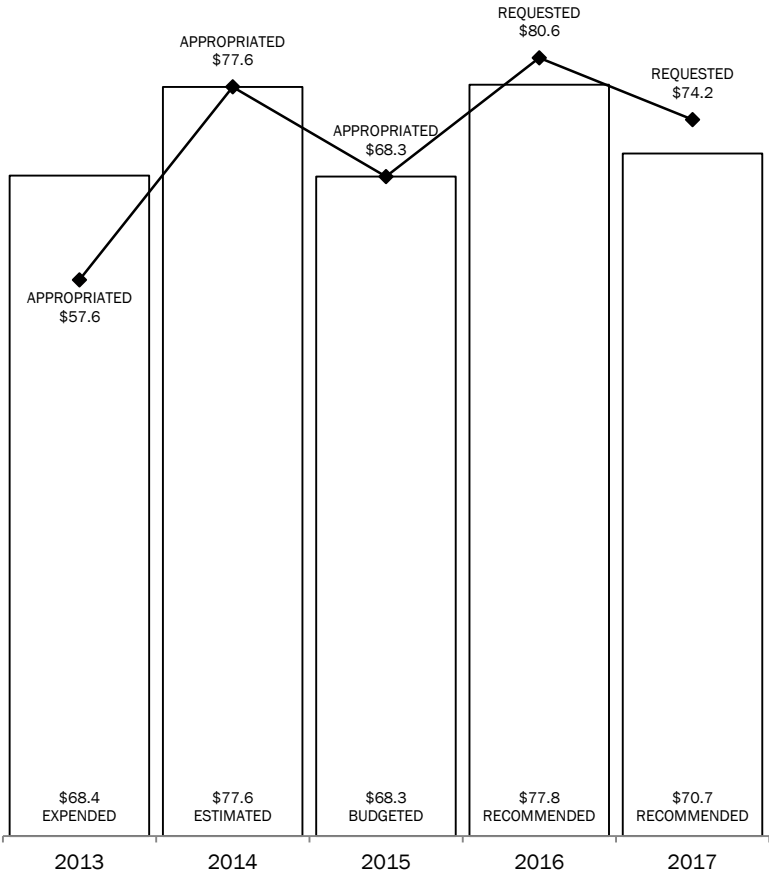 REQUESTED
$80.6
APPROPRIATED
$77.6
REQUESTED
$74.2
APPROPRIATED
$68.3
APPROPRIATED
$57.6
$68.4
EXPENDED
$77.6
ESTIMATED
$68.3
BUDGETED
$77.8
RECOMMENDED
$70.7
RECOMMENDED
2013
2014
2015
2016
2017